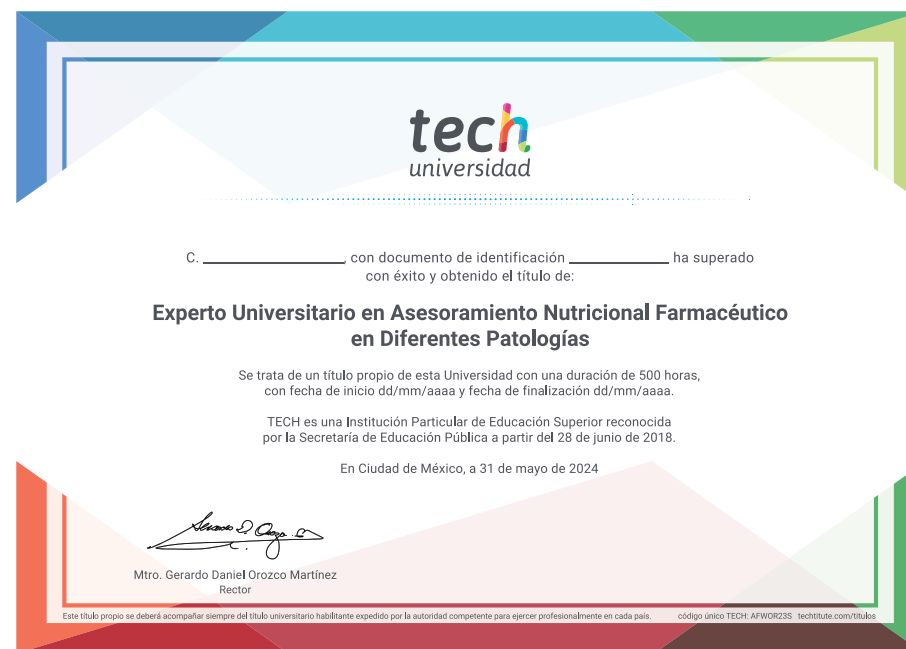 tech
universidad
C. ____________, con documento de identificación ____________ ha superado
con éxito y obtenido el título de:
Experto Universitario en Asesoramiento Nutricional Farmacéutico
en Diferentes Patologías
Se trata de un título propio de esta Universidad con una duración de 500 horas,
con fecha de inicio dd/mm/aaaa y fecha de finalización dd/mm/aaaa.
TECH es una Institución Particular de Educación Superior reconocida
por la Secretaría de Educación Pública a partir del 28 de junio de 2018.
En Ciudad de México, a 31 de mayo de 2024
Mtro. Gerardo Daniel Orozco Martínez
Rector
Este título propio se deberá acompañar siempre del título universitario habilitante expedido por la autoridad competente para ejercer profesionalmente en cada país. código único TECH: AFWOR23S techtitute.com/titulos